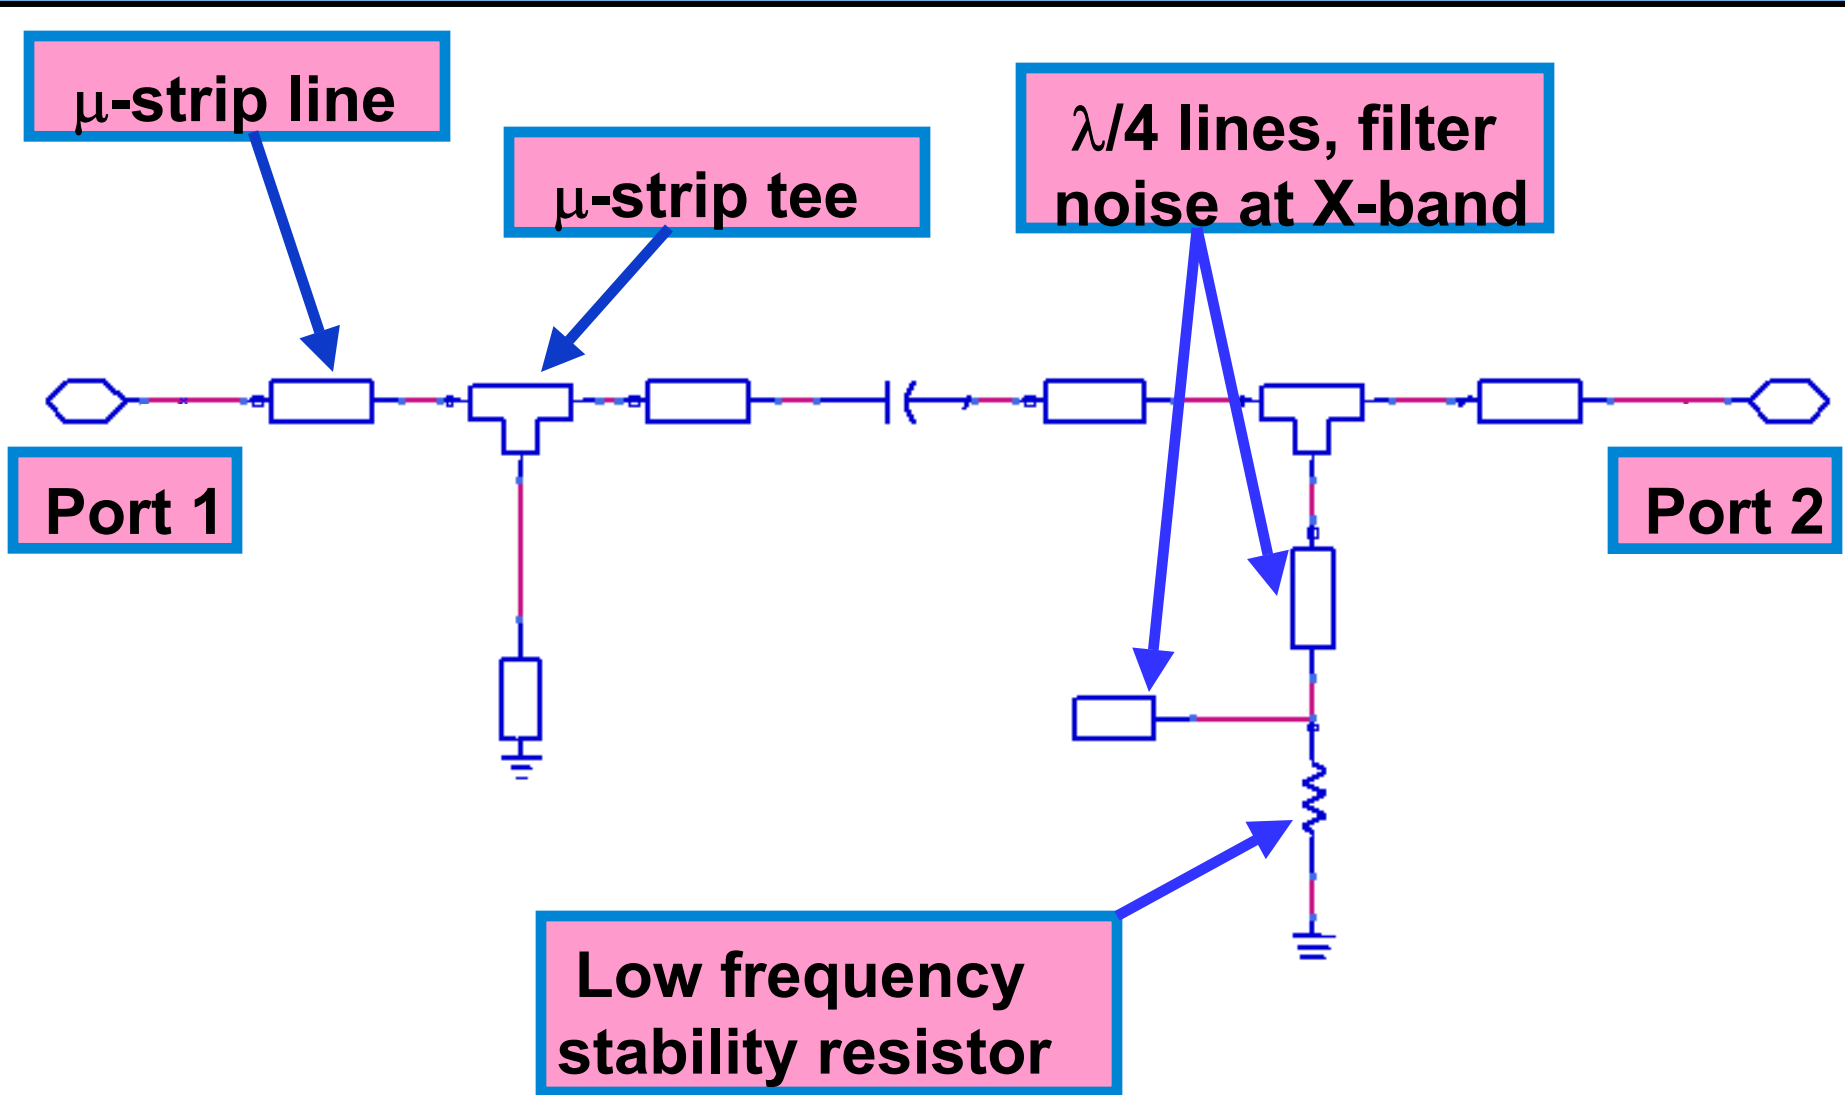 μ-strip line
μ-strip tee
λ/4 lines, filter
noise at X-band
Port 1
Port 2
Low frequency
stability resistor